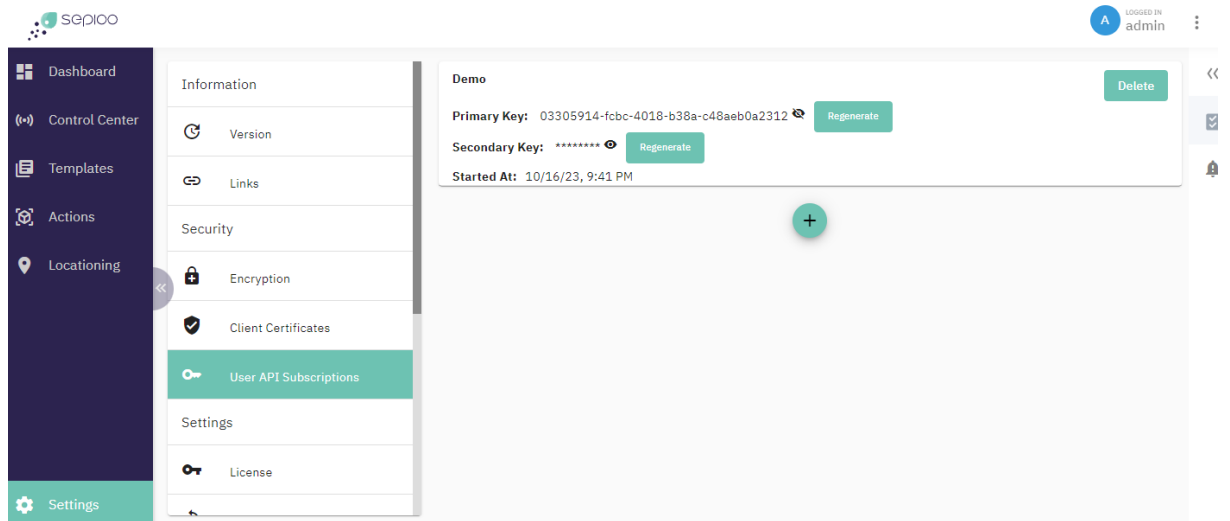 sepioo
A
LOGGED IN
admin
Dashboard
Control Center
Templates
Actions
Locationing
Settings
Information
Version
Links
Security
Encryption
Client Certificates
User API Subscriptions
Settings
License
Demo
Delete
Primary Key: 03305914-fcbc-4018-b38a-c48aeb0a2312 Regenerate
Secondary Key: ******** Regenerate
Started At: 10/16/23, 9:41 PM
+